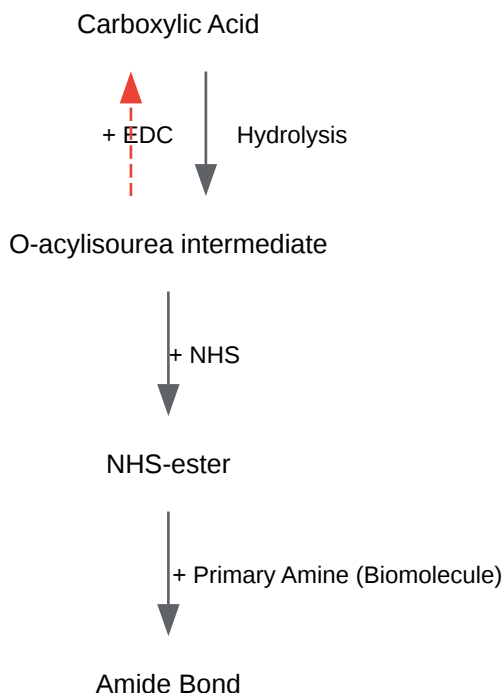 Carboxylic Acid
+ EDC
Hydrolysis
O-acylisourea intermediate
+ NHS
NHS-ester
+ Primary Amine (Biomolecule)
Amide Bond